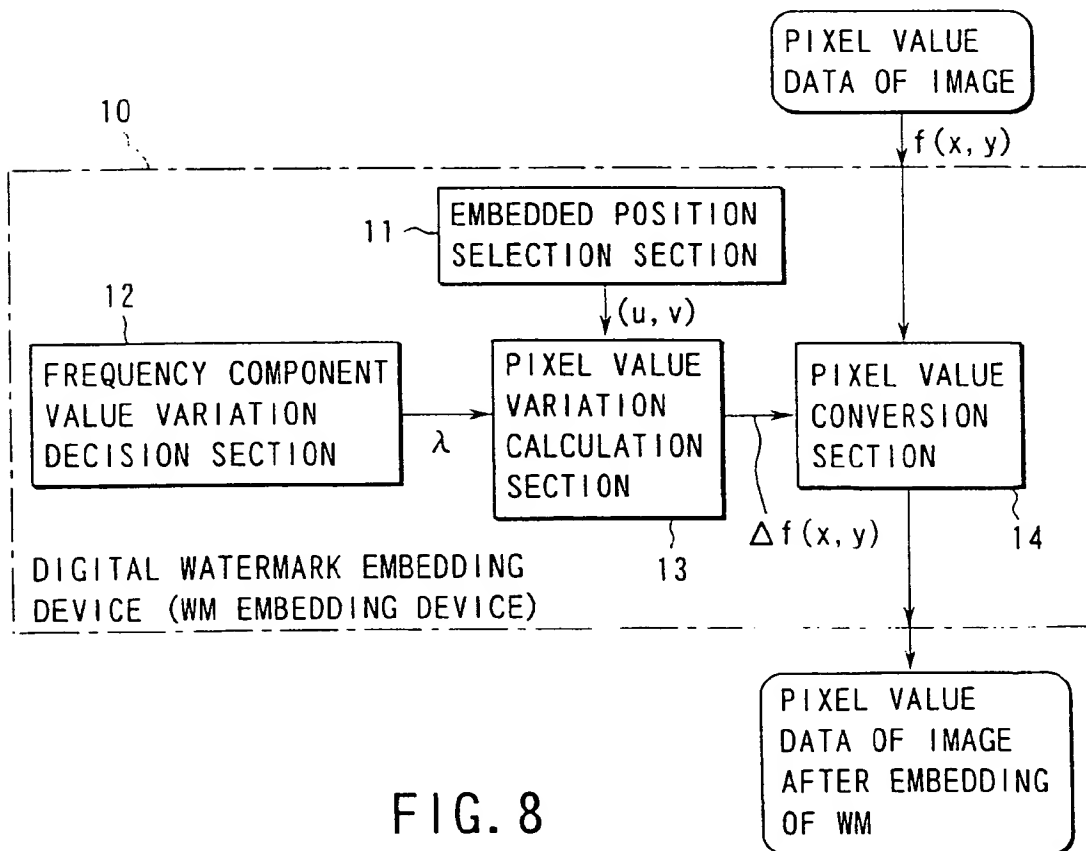 PIXEL VALUE
DATA OF IMAGE
10
f(x, y)
11
EMBEDDED POSITION
SELECTION SECTION
12
(u, v)
FREQUENCY COMPONENT
VALUE VARIATION
DECISION SECTION
λ
PIXEL VALUE
VARIATION
CALCULATION
SECTION
PIXEL VALUE
CONVERSION
SECTION
Δf(x, y)
13
14
DIGITAL WATERMARK EMBEDDING
DEVICE (WM EMBEDDING DEVICE)
PIXEL VALUE
DATA OF IMAGE
AFTER EMBEDDING
OF WM
FIG. 8